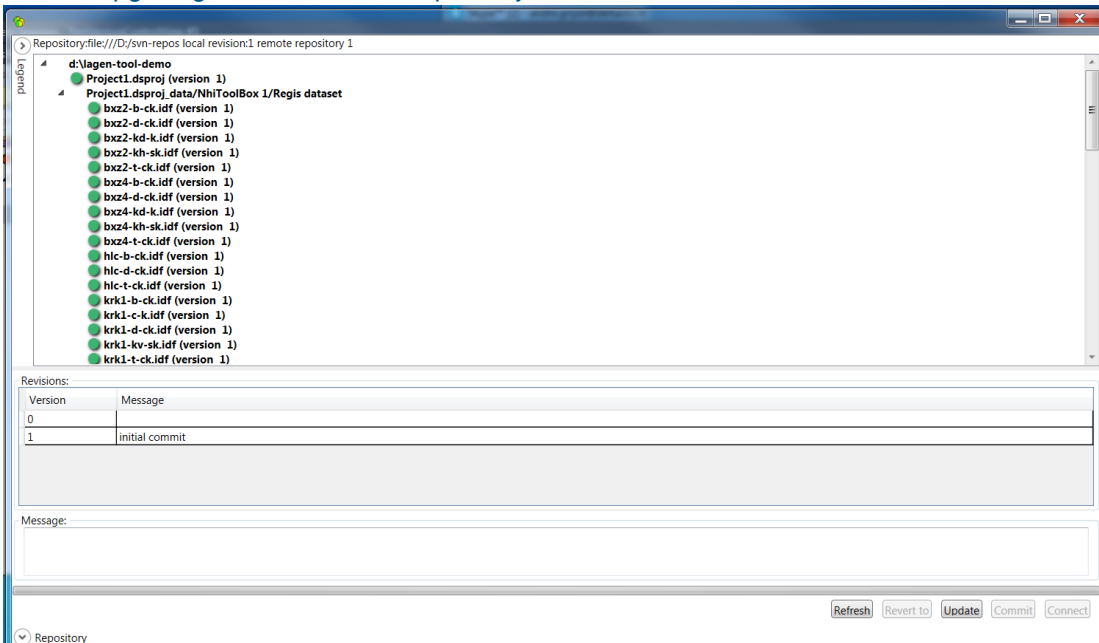 Repository:file:///D:/svn-repos local revision:1 remote repository 1
Legend
d:\lagen-tool-demo
Project1.dsproj (version 1)
Project1.dsproj_data/NhiToolBox 1/Regis dataset
bxz2-b-ck.idf (version 1)
bxz2-d-ck.idf (version 1)
bxz2-kd-k.idf (version 1)
bxz2-kh-sk.idf (version 1)
bxz2-t-ck.idf (version 1)
bxz4-b-ck.idf (version 1)
bxz4-d-ck.idf (version 1)
bxz4-kd-k.idf (version 1)
bxz4-kh-sk.idf (version 1)
bxz4-t-ck.idf (version 1)
hlc-b-ck.idf (version 1)
hlc-d-ck.idf (version 1)
hlc-t-ck.idf (version 1)
krk1-b-ck.idf (version 1)
krk1-c-k.idf (version 1)
krk1-d-ck.idf (version 1)
krk1-kv-sk.idf (version 1)
krk1-t-ck.idf (version 1)
Revisions:
Version Message
0
1 initial commit
Message:
Refresh Revert to Update Commit Connect
Repository